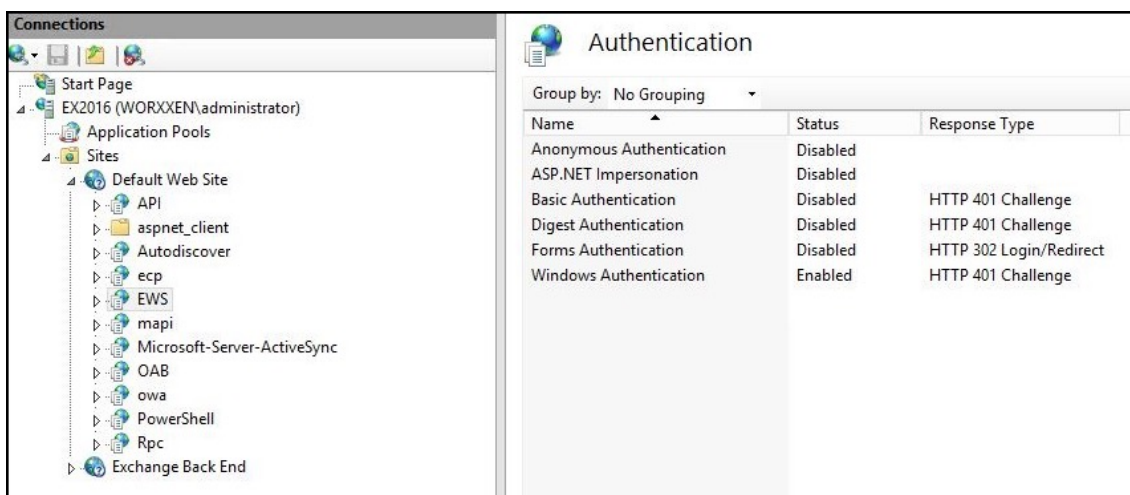 Connections
Start Page
EX2016 (WORXXEN\administrator)
Application Pools
Sites
Default Web Site
API
aspnet_client
Autodiscover
ecp
EWS
mapi
Microsoft-Server-ActiveSync
OAB
owa
PowerShell
Rpc
Exchange Back End
Authentication
Group by: No Grouping
Name Status Response Type
Anonymous Authentication Disabled
ASP.NET Impersonation Disabled
Basic Authentication Disabled HTTP 401 Challenge
Digest Authentication Disabled HTTP 401 Challenge
Forms Authentication Disabled HTTP 302 Login/Redirect
Windows Authentication Enabled HTTP 401 Challenge